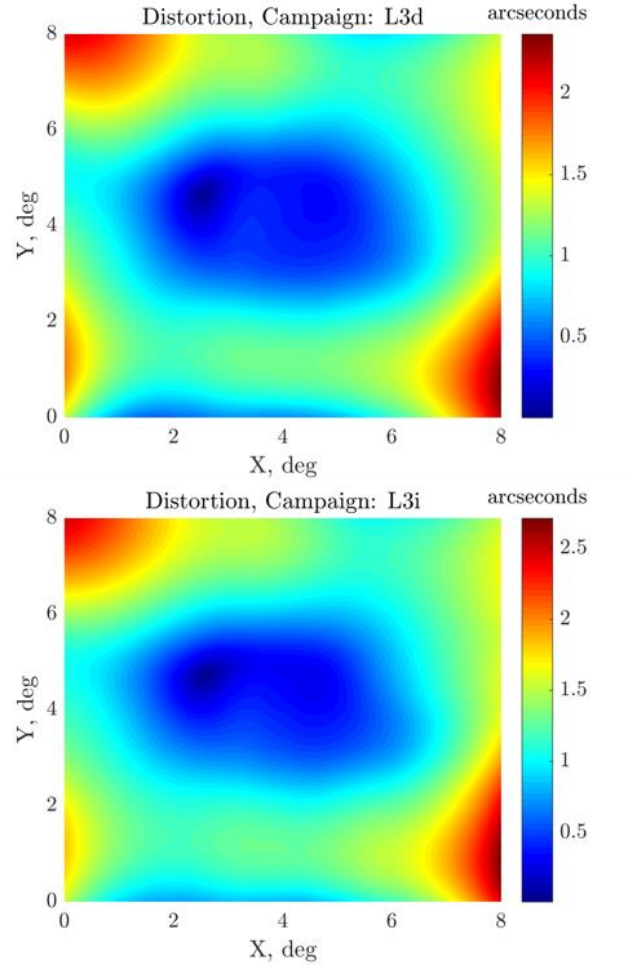 Distortion, Campaign: L3d
arcseconds
8
6
4
2
0
Y, deg
0 2 4 6 8
X, deg
2
1.5
1
0.5
Distortion, Campaign: L3i
arcseconds
8
6
4
2
0
Y, deg
0 2 4 6 8
X, deg
2.5
2
1.5
1
0.5